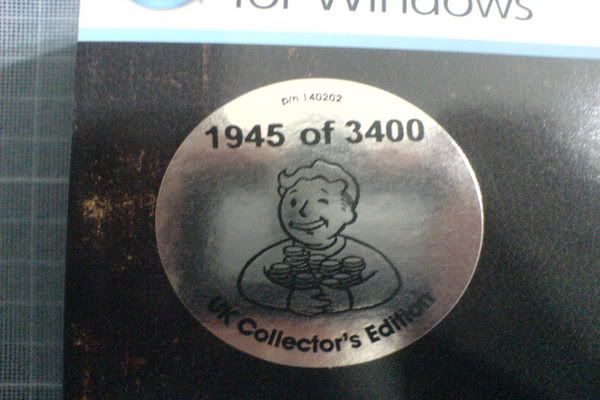 for Windows
p/n 140202
1945 of 3400
UK Collector's Edition